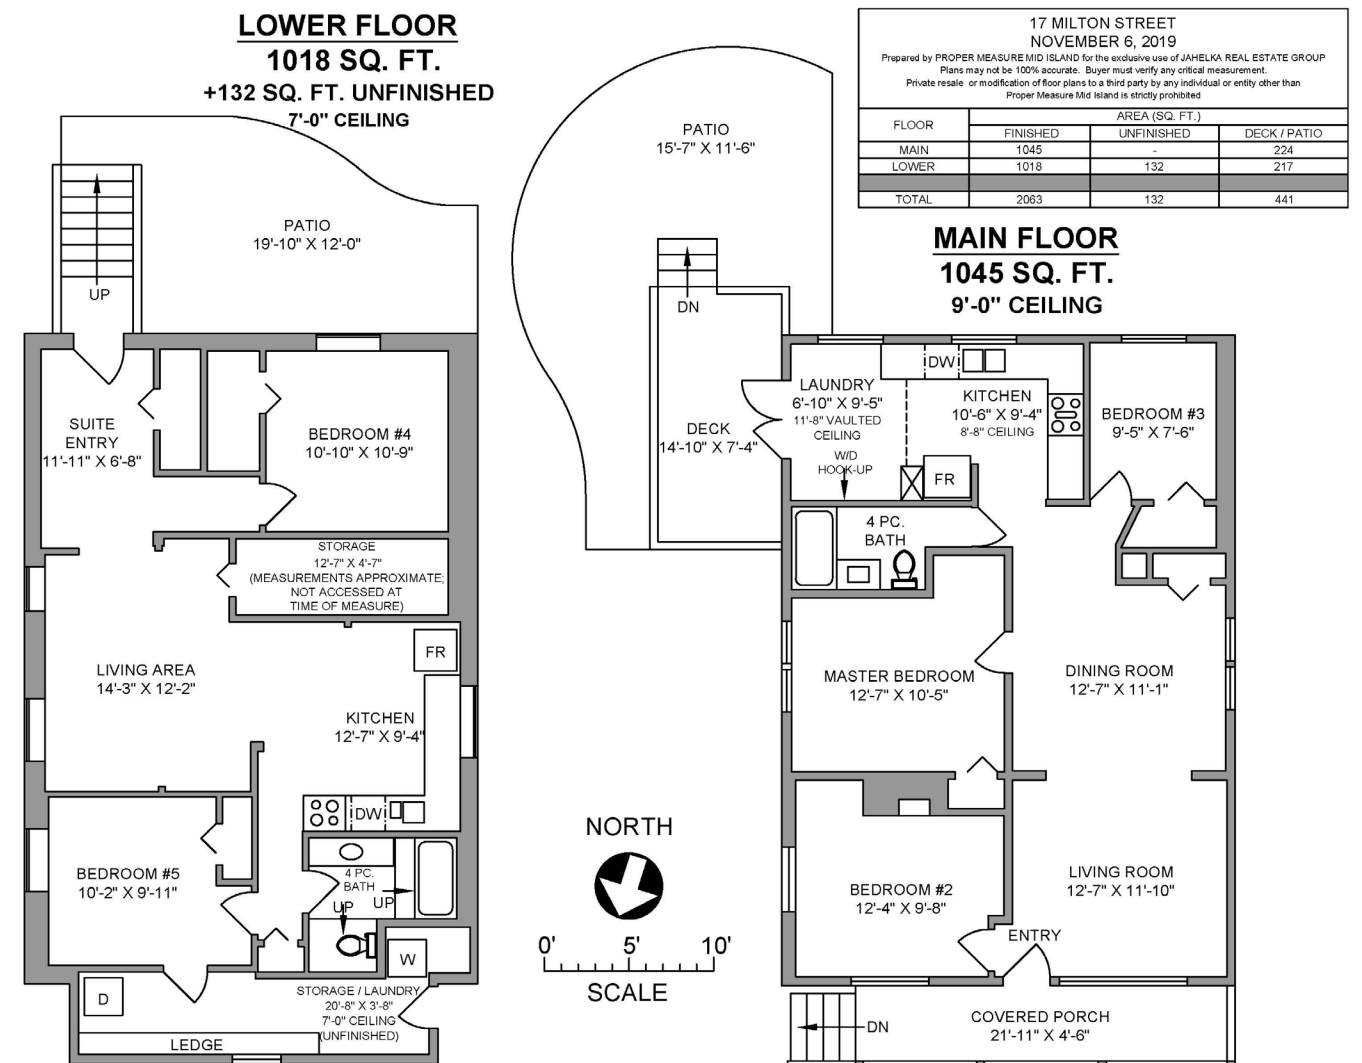 LOWER FLOOR
1018 SQ. FT.
+132 SQ. FT. UNFINISHED
7'-0" CEILING
PATIO
19'-10" X 12'-0"
UP
SUITE
ENTRY
11'-11" X 6'-8"
BEDROOM #4
10'-10" X 10'-9"
STORAGE
12'-7" X 4'-7"
(MEASUREMENTS APPROXIMATE;
NOT ACCESSED AT
TIME OF MEASURE)
LIVING AREA
14'-3" X 12'-2"
FR
KITCHEN
12'-7" X 9'-4"
DW
BEDROOM #5
10'-2" X 9'-11"
4 PC.
BATH
UP
UP
W
D
STORAGE / LAUNDRY
20'-8" X 3'-8"
7'-0" CEILING
(UNFINISHED)
LEDGE
17 MILTON STREET
NOVEMBER 6, 2019
Prepared by PROPER MEASURE MID ISLAND for the exclusive use of JAHELKA REAL ESTATE GROUP
Plans may not be 100% accurate. Buyer must verify any critical measurement.
Private resale or modification of floor plans to a third party by any individual or entity other than
Proper Measure Mid Island is strictly prohibited
FLOOR AREA (SQ. FT.)
FINISHED UNFINISHED DECK / PATIO
MAIN 1045 - 224
LOWER 1018 132 217
TOTAL 2063 132 441
MAIN FLOOR
1045 SQ. FT.
9'-0" CEILING
PATIO
15'-7" X 11'-6"
DN
DECK
14'-10" X 7'-4"
LAUNDRY
6'-10" X 9'-5"
11'-8" VAULTED
CEILING
W/D
HOOK-UP
DW
KITCHEN
10'-6" X 9'-4"
8'-8" CEILING
FR
BEDROOM #3
9'-5" X 7'-6"
4 PC.
BATH
MASTER BEDROOM
12'-7" X 10'-5"
DINING ROOM
12'-7" X 11'-1"
BEDROOM #2
12'-4" X 9'-8"
LIVING ROOM
12'-7" X 11'-10"
ENTRY
DN
COVERED PORCH
21'-11" X 4'-6"
NORTH
0' 5' 10'
SCALE